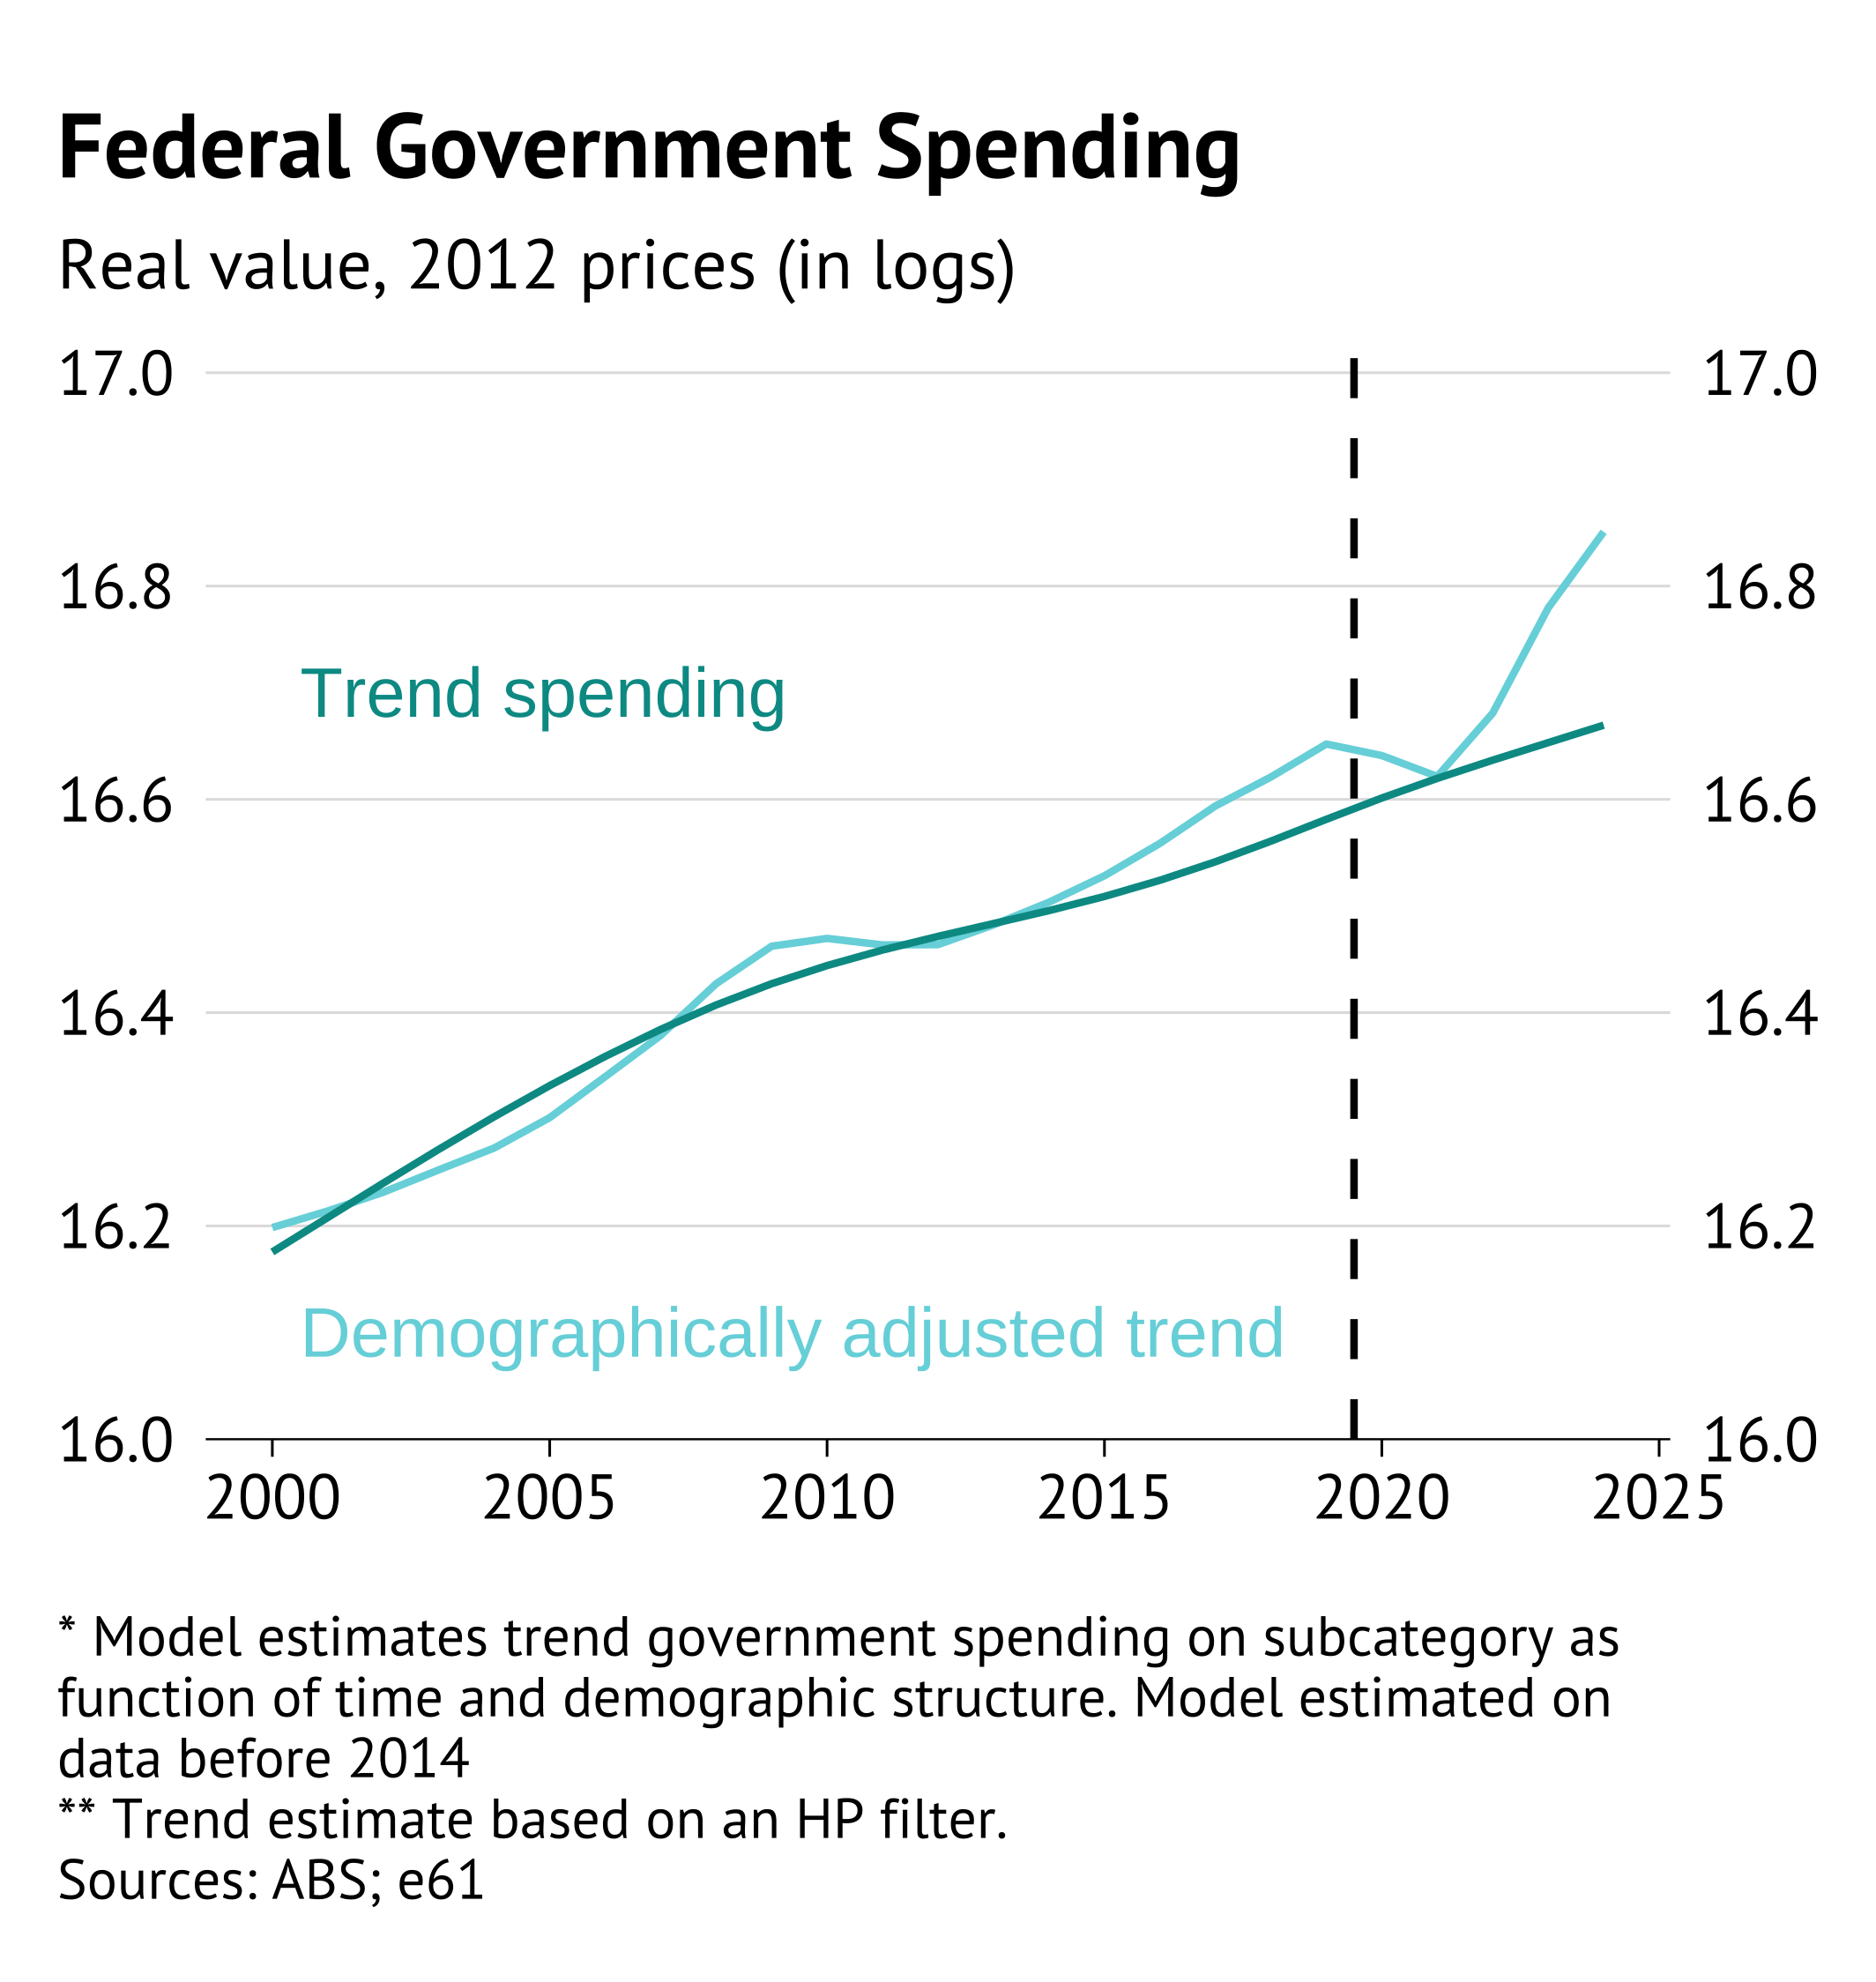 Federal Government Spending
Real value, 2012 prices (in logs)
17.0 17.0
16.8 16.8
Trend spending
16.6 16.6
16.4 16.4
16.2 16.2
Demographically adjusted trend
16.0 16.0
2000 2005 2010 2015 2020 2025
* Model estimates trend government spending on subcategory as
function of time and demographic structure. Model estimated on
data before 2014
** Trend estimate based on an HP filter.
Sources: ABS; e61